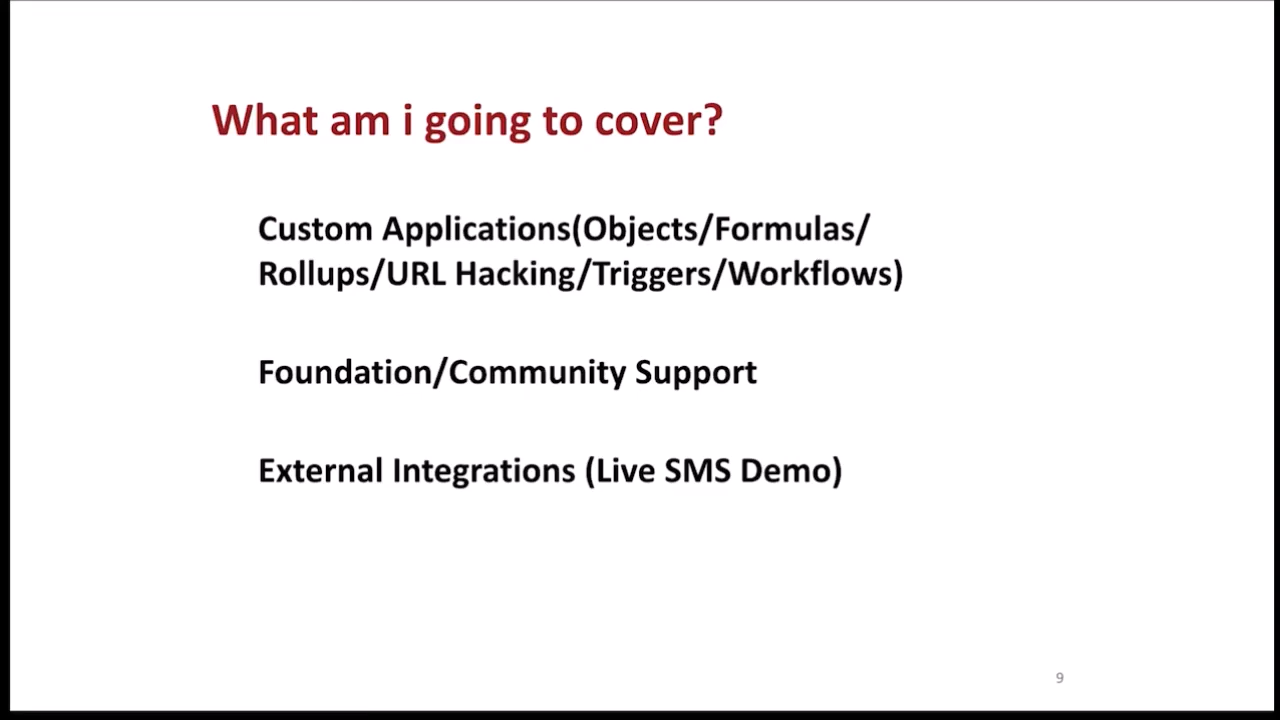 What am i going to cover?
Custom Applications(Objects/Formulas/
Rollups/URL Hacking/Triggers/Workflows)
Foundation/Community Support
External Integrations (Live SMS Demo)
9